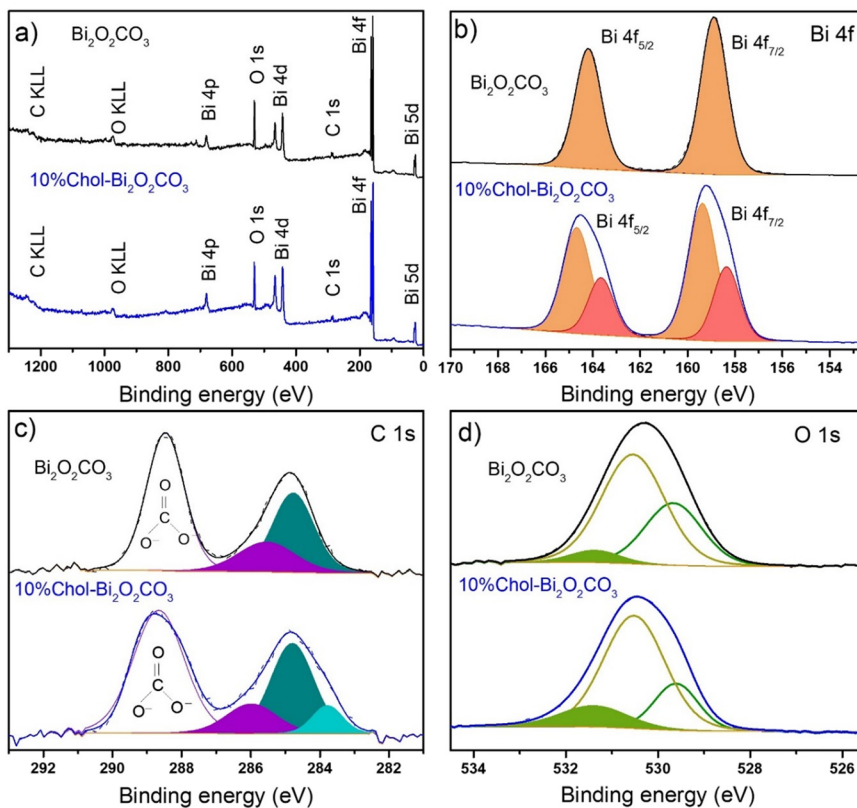 a)
Bi₂O₂CO₃
C KLL
O KLL
Bi 4p
O 1s
Bi 4d
C 1s
Bi 4f
Bi 5d
10%Chol-Bi₂O₂CO₃
C KLL
O KLL
Bi 4p
O 1s
Bi 4d
C 1s
Bi 4f
Bi 5d
1200 1000 800 600 400 200 0
Binding energy (eV)
b)
Bi 4f
Bi 4f₅/₂
Bi 4f₇/₂
Bi₂O₂CO₃
10%Chol-Bi₂O₂CO₃
Bi 4f₅/₂
Bi 4f₇/₂
170 168 166 164 162 160 158 156 154
Binding energy (eV)
c)
C 1s
Bi₂O₂CO₃
O
C
O⁻ O⁻
10%Chol-Bi₂O₂CO₃
O
C
O⁻ O⁻
292 290 288 286 284 282
Binding energy (eV)
d)
O 1s
Bi₂O₂CO₃
10%Chol-Bi₂O₂CO₃
534 532 530 528 526
Binding energy (eV)